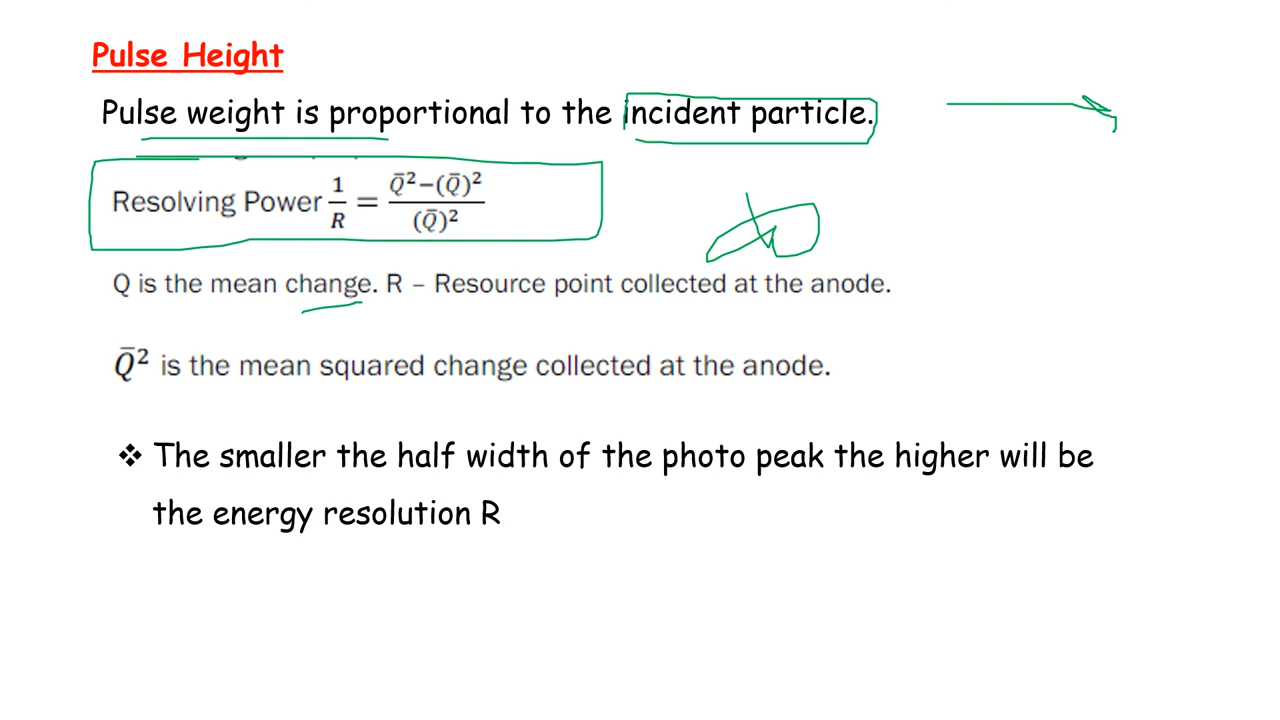 Pulse Height
Pulse weight is proportional to the incident particle.
Resolving Power 1/R = Q̄²−(Q̄)²/(Q̄)²
Q is the mean change. R – Resource point collected at the anode.
Q̄² is the mean squared change collected at the anode.
❖ The smaller the half width of the photo peak the higher will be
the energy resolution R